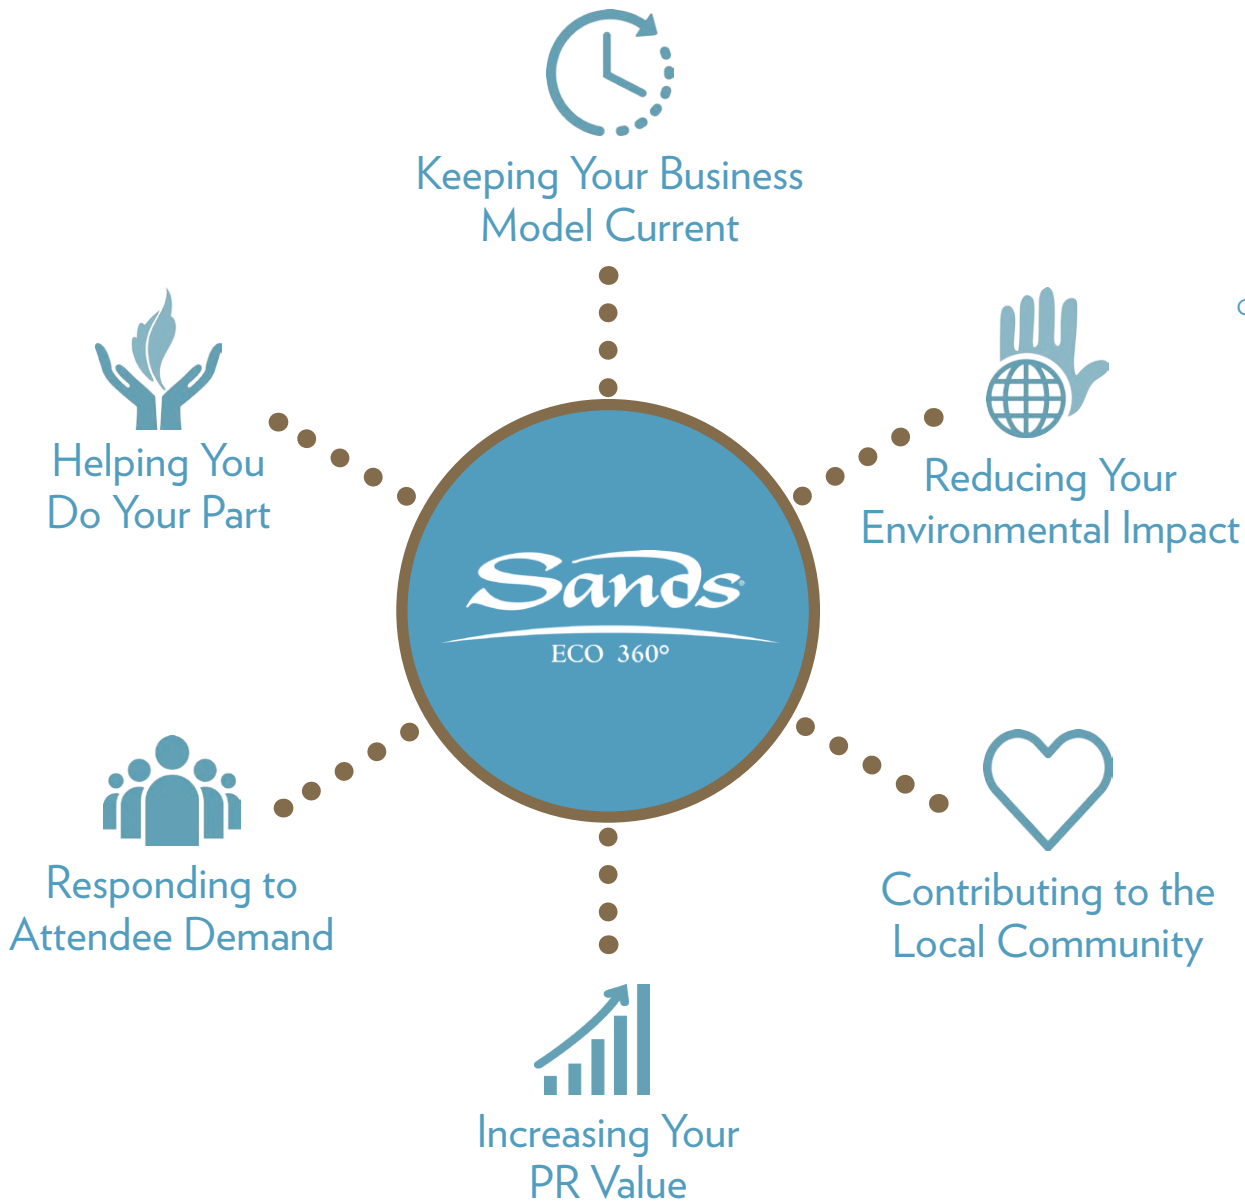 Keeping Your Business
Model Current
Helping You
Do Your Part
Reducing Your
Environmental Impact
Sands®
ECO 360°
Responding to
Attendee Demand
Contributing to the
Local Community
Increasing Your
PR Value